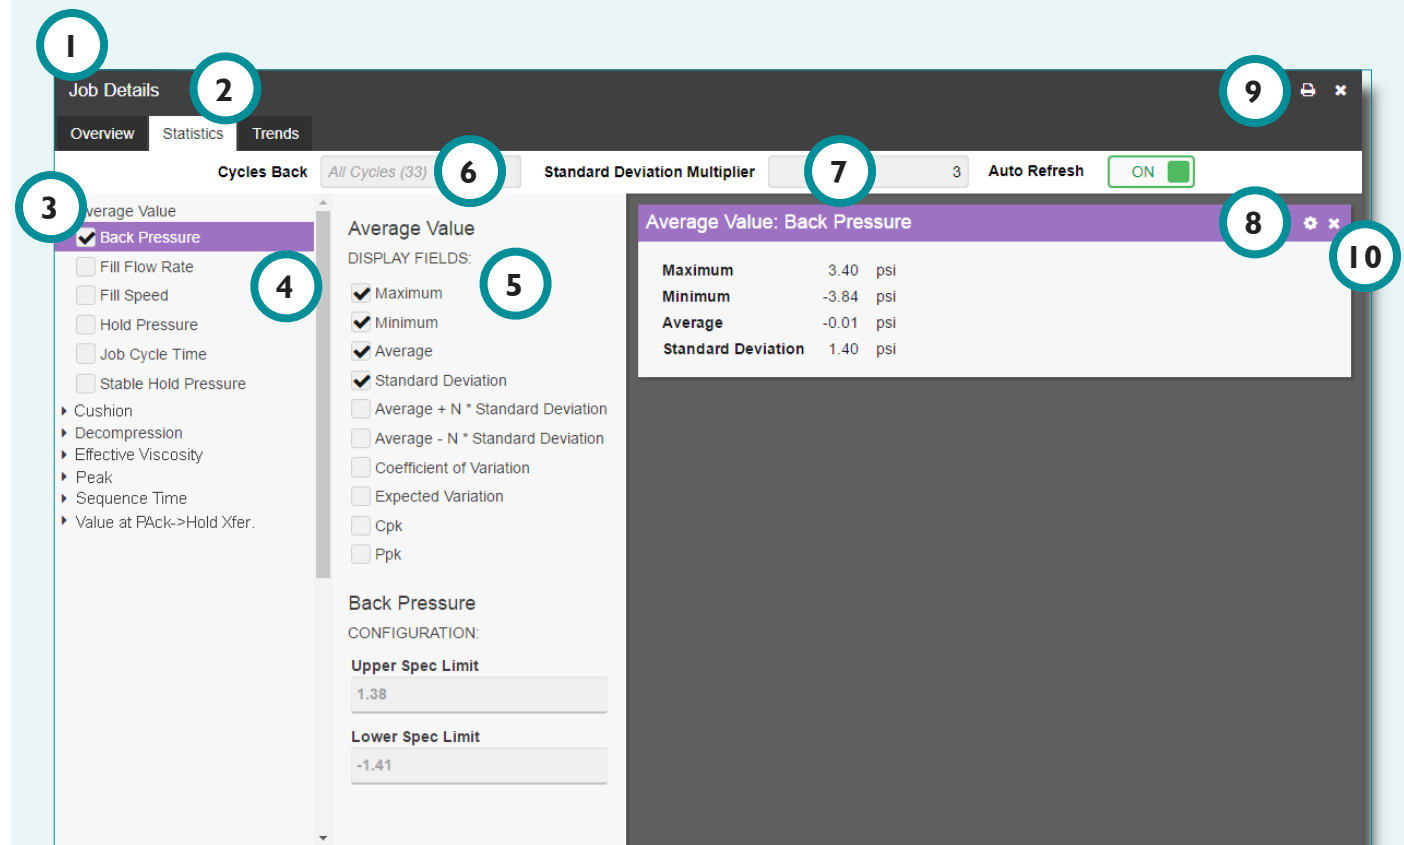 1
Job Details
2
9
Overview
Statistics
Trends
Cycles Back
All Cycles (33)
6
Standard Deviation Multiplier
7
3
Auto Refresh
ON
3
verage Value
Back Pressure
Fill Flow Rate
Fill Speed
Hold Pressure
Job Cycle Time
Stable Hold Pressure
4
Cushion
Decompression
Effective Viscosity
Peak
Sequence Time
Value at PAck->Hold Xfer.
Average Value
DISPLAY FIELDS:
5
Maximum
Minimum
Average
Standard Deviation
Average + N * Standard Deviation
Average - N * Standard Deviation
Coefficient of Variation
Expected Variation
Cpk
Ppk
Back Pressure
CONFIGURATION:
Upper Spec Limit
1.38
Lower Spec Limit
-1.41
Average Value: Back Pressure
8
10
Maximum 3.40 psi
Minimum -3.84 psi
Average -0.01 psi
Standard Deviation 1.40 psi